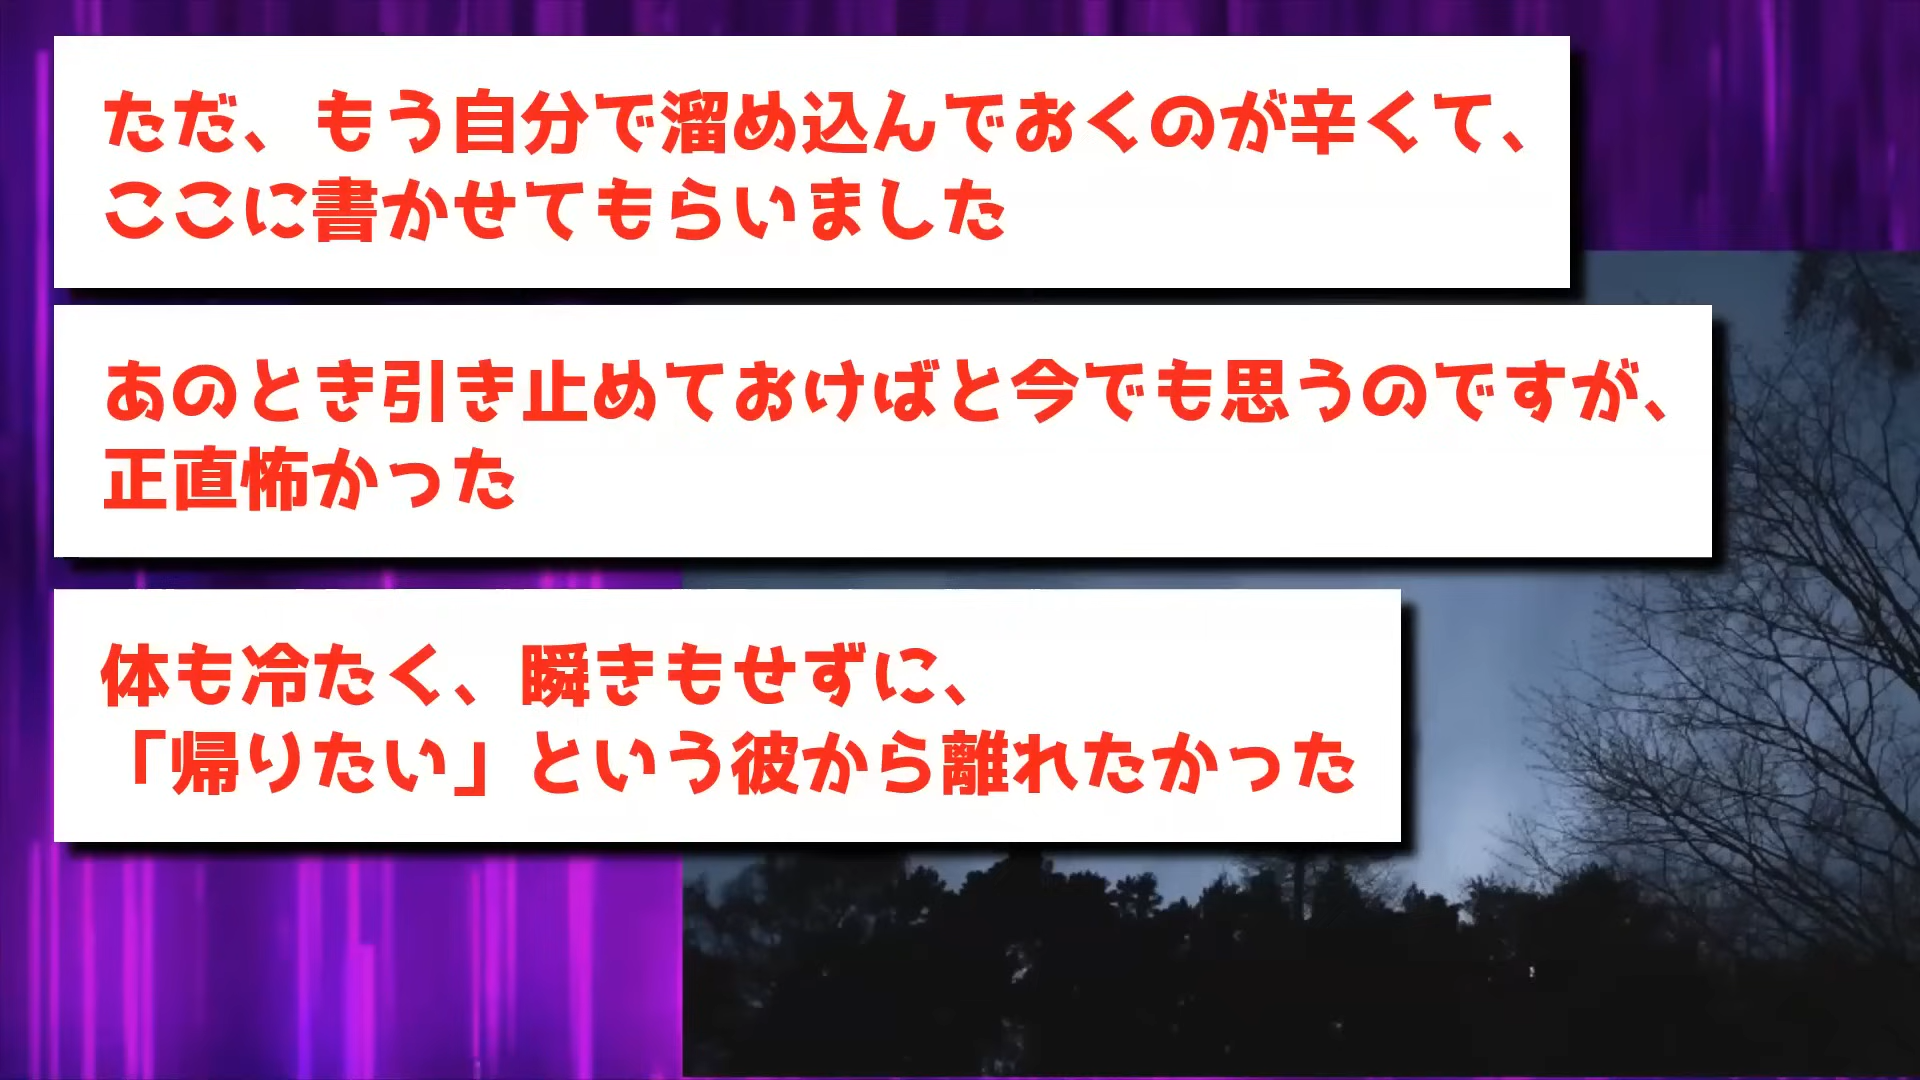 ただ、もう自分で溜め込んでおくのが辛くて、
ここに書かせてもらいました
あのとき引き止めておけばと今でも思うのですが、
正直怖かった
体も冷たく、瞬きもせずに、
「帰りたい」という彼から離れたかった